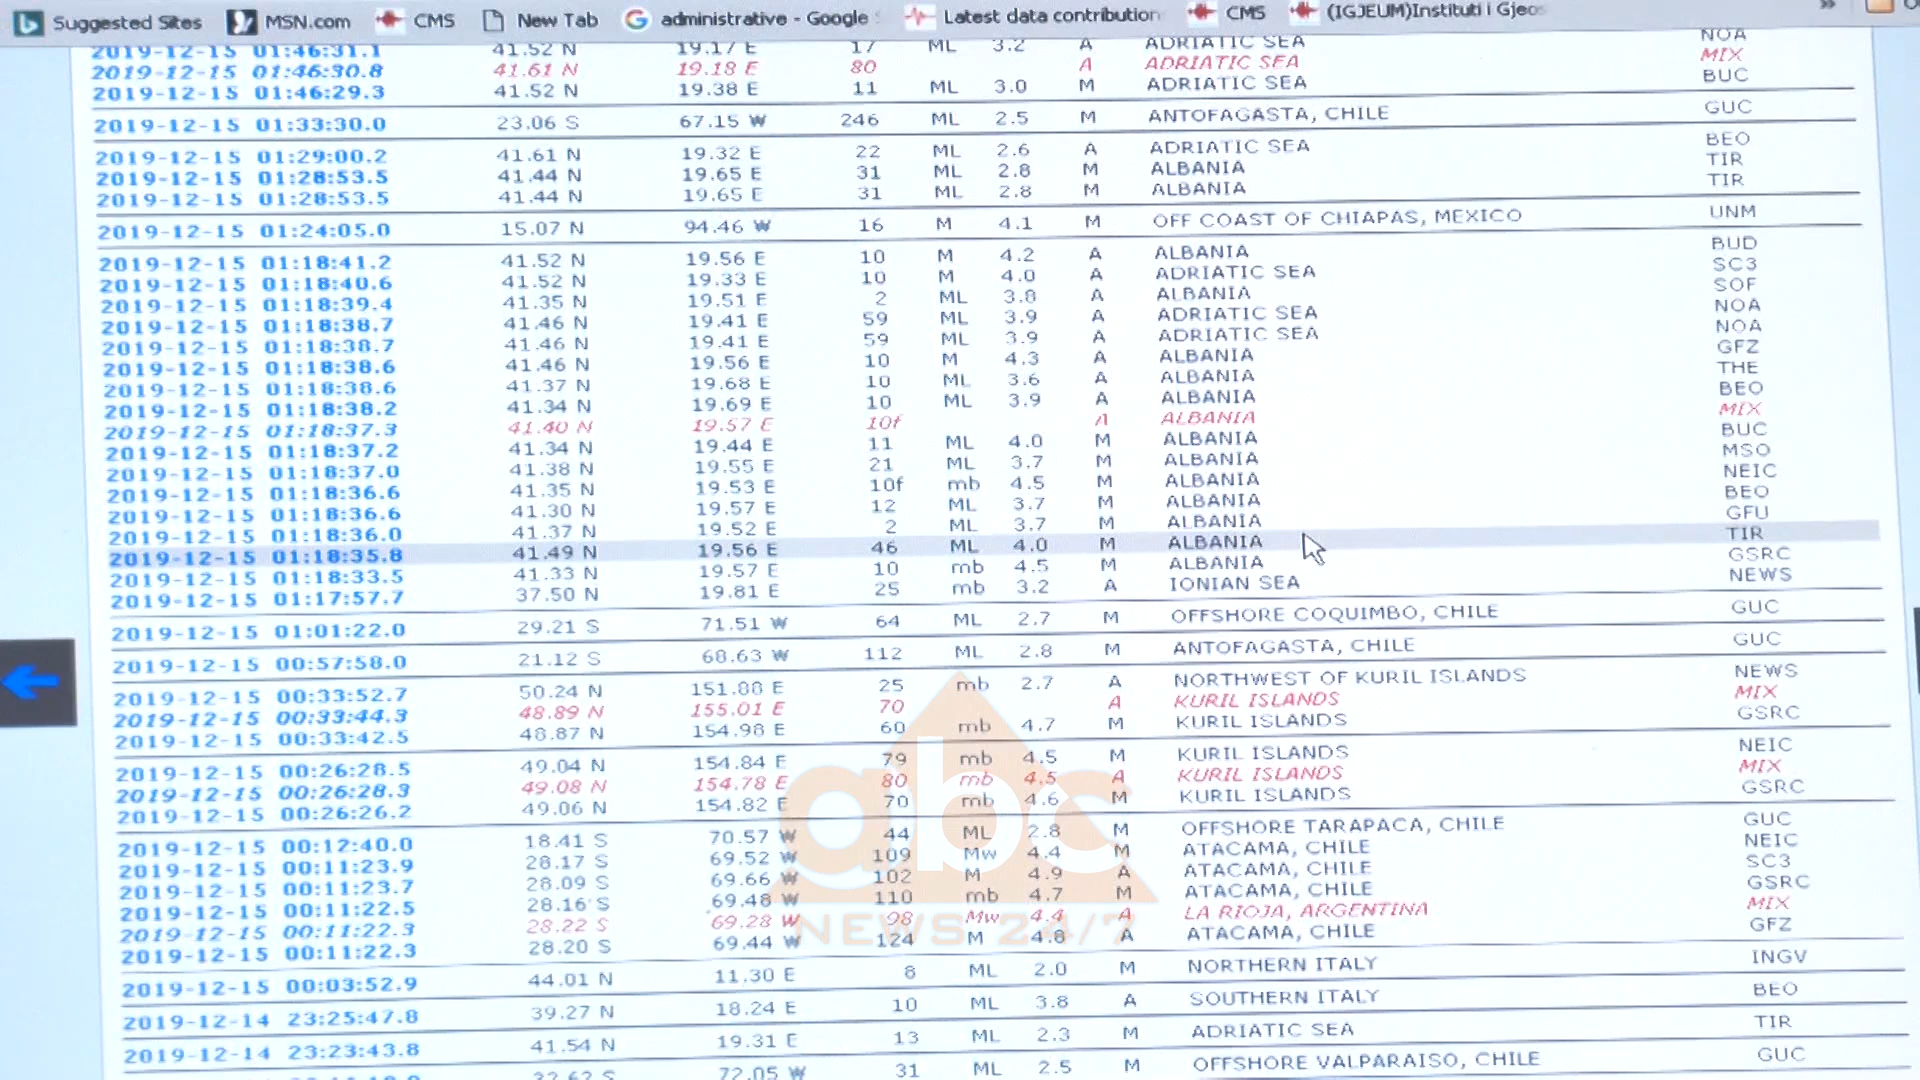 Suggested Sites MSN.com CMS New Tab administrative - Google Latest data contribution CMS (IGJEUM)Instituti i Gjeos
2019-12-15 01:46:31.1 41.52 N 19.17 E 17 ML 3.2 A ADRIATIC SEA NOA
2019-12-15 01:46:30.8 41.61 N 19.18 E 80 A ADRIATIC SEA MIX
2019-12-15 01:46:29.3 41.52 N 19.38 E 11 ML 3.0 M ADRIATIC SEA BUC
2019-12-15 01:33:30.0 23.06 S 67.15 W 246 ML 2.5 M ANTOFAGASTA, CHILE GUC
2019-12-15 01:29:00.2 41.61 N 19.32 E 22 ML 2.6 A ADRIATIC SEA BEO
2019-12-15 01:28:53.5 41.44 N 19.65 E 31 ML 2.8 M ALBANIA TIR
2019-12-15 01:28:53.5 41.44 N 19.65 E 31 ML 2.8 M ALBANIA TIR
2019-12-15 01:24:05.0 15.07 N 94.46 W 16 M 4.1 M OFF COAST OF CHIAPAS, MEXICO UNM
2019-12-15 01:18:41.2 41.52 N 19.56 E 10 M 4.2 A ALBANIA BUD
2019-12-15 01:18:40.6 41.52 N 19.33 E 10 M 4.0 A ADRIATIC SEA SC3
2019-12-15 01:18:39.4 41.35 N 19.51 E 2 ML 3.8 A ALBANIA SOF
2019-12-15 01:18:38.7 41.46 N 19.41 E 59 ML 3.9 A ADRIATIC SEA NOA
2019-12-15 01:18:38.7 41.46 N 19.41 E 59 ML 3.9 A ADRIATIC SEA NOA
2019-12-15 01:18:38.6 41.46 N 19.56 E 10 M 4.3 A ALBANIA GFZ
2019-12-15 01:18:38.6 41.37 N 19.68 E 10 ML 3.6 A ALBANIA THE
2019-12-15 01:18:38.2 41.34 N 19.69 E 10 ML 3.9 A ALBANIA BEO
2019-12-15 01:18:37.3 41.40 N 19.57 E 10f A ALBANIA MIX
2019-12-15 01:18:37.2 41.34 N 19.44 E 11 ML 4.0 M ALBANIA BUC
2019-12-15 01:18:37.0 41.38 N 19.55 E 21 ML 3.7 M ALBANIA MSO
2019-12-15 01:18:36.6 41.35 N 19.53 E 10f mb 4.5 M ALBANIA NEIC
2019-12-15 01:18:36.6 41.30 N 19.57 E 12 ML 3.7 M ALBANIA BEO
2019-12-15 01:18:36.0 41.37 N 19.52 E 2 ML 3.7 M ALBANIA GFU
2019-12-15 01:18:35.8 41.49 N 19.56 E 46 ML 4.0 M ALBANIA TIR
2019-12-15 01:18:33.5 41.33 N 19.57 E 10 mb 4.5 M ALBANIA GSRC
2019-12-15 01:17:57.7 37.50 N 19.81 E 25 mb 3.2 A IONIAN SEA NEWS
2019-12-15 01:01:22.0 29.21 S 71.51 W 64 ML 2.7 M OFFSHORE COQUIMBO, CHILE GUC
2019-12-15 00:57:58.0 21.12 S 68.63 W 112 ML 2.8 M ANTOFAGASTA, CHILE GUC
2019-12-15 00:33:52.7 50.24 N 151.88 E 25 mb 2.7 A NORTHWEST OF KURIL ISLANDS NEWS
2019-12-15 00:33:44.3 48.89 N 155.01 E 70 A KURIL ISLANDS MIX
2019-12-15 00:33:42.5 48.87 N 154.98 E 60 mb 4.7 M KURIL ISLANDS GSRC
2019-12-15 00:26:28.5 49.04 N 154.84 E 79 mb 4.5 M KURIL ISLANDS NEIC
2019-12-15 00:26:28.3 49.08 N 154.78 E 80 mb 4.5 A KURIL ISLANDS MIX
2019-12-15 00:26:26.2 49.06 N 154.82 E 70 mb 4.6 M KURIL ISLANDS GSRC
2019-12-15 00:12:40.0 18.41 S 70.57 W 44 ML 2.8 M OFFSHORE TARAPACA, CHILE GUC
2019-12-15 00:11:23.9 28.17 S 69.52 W 109 Mw 4.4 M ATACAMA, CHILE NEIC
2019-12-15 00:11:23.7 28.09 S 69.66 W 102 M 4.9 A ATACAMA, CHILE SC3
2019-12-15 00:11:22.5 28.16 S 69.48 W 110 mb 4.7 M ATACAMA, CHILE GSRC
2019-12-15 00:11:22.3 28.22 S 69.28 W 98 Mw 4.4 A LA RIOJA, ARGENTINA MIX
2019-12-15 00:11:22.3 28.20 S 69.44 W 124 M 4.8 A ATACAMA, CHILE GFZ
2019-12-15 00:03:52.9 44.01 N 11.30 E 8 ML 2.0 M NORTHERN ITALY INGV
2019-12-14 23:25:47.8 39.27 N 18.24 E 10 ML 3.8 A SOUTHERN ITALY BEO
2019-12-14 23:23:43.8 41.54 N 19.31 E 13 ML 2.3 M ADRIATIC SEA TIR
72.05 W 31 ML 2.5 M OFFSHORE VALPARAISO, CHILE GUC
abc
NEWS 24/7